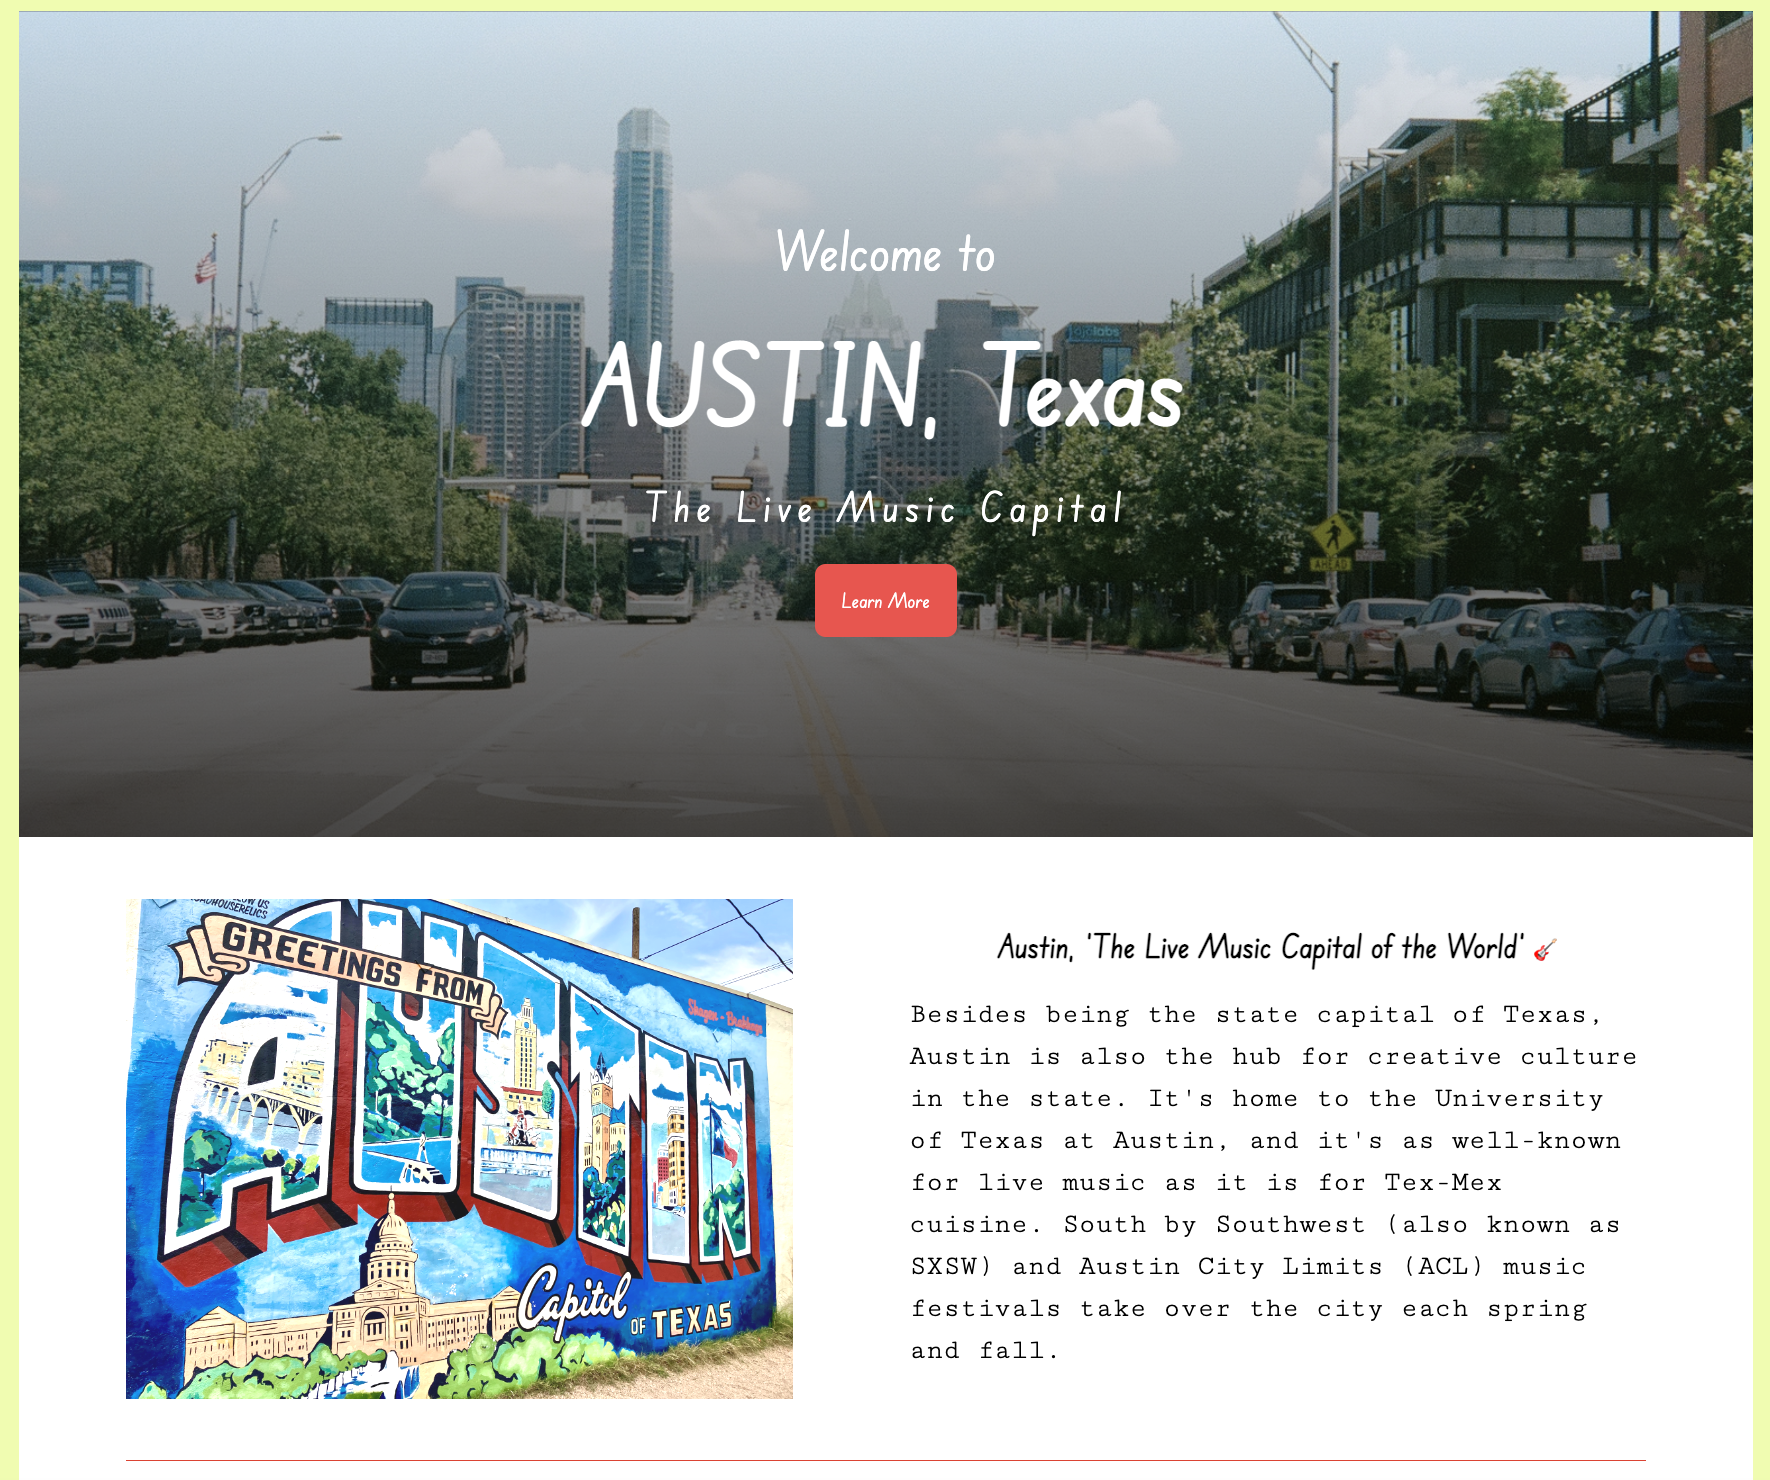 Welcome to
AUSTIN, Texas
The Live Music Capital
Learn More
ojolabs
AHEAD
GREETINGS FROM
AUSTIN
Capitol
OF TEXAS
Austin, 'The Live Music Capital of the World' 🎸
Besides being the state capital of Texas,
Austin is also the hub for creative culture
in the state. It's home to the University
of Texas at Austin, and it's as well-known
for live music as it is for Tex-Mex
cuisine. South by Southwest (also known as
SXSW) and Austin City Limits (ACL) music
festivals take over the city each spring
and fall.